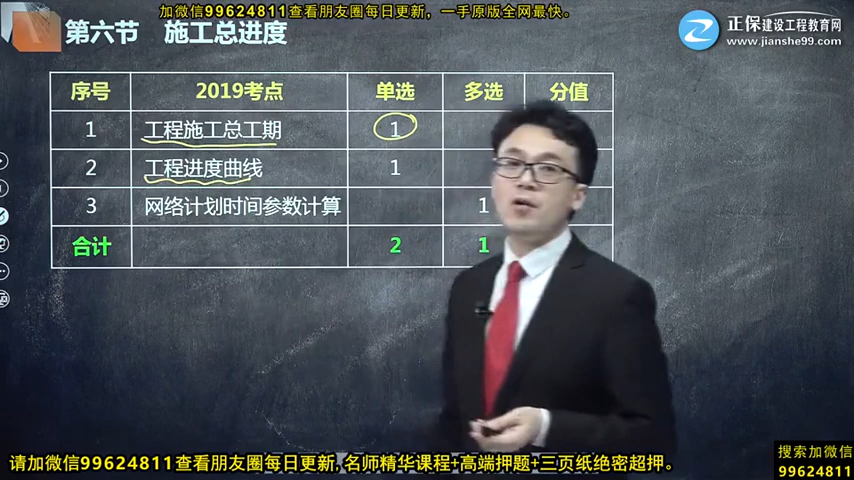 加微信99624811查看朋友圈每日更新，一手原版全网最快。
第六节 施工总进度
正保建设工程教育网
www.jianshe99.com
序号 2019考点 单选 多选 分值
1 工程施工总工期 1
2 工程进度曲线 1
3 网络计划时间参数计算 1
合计 2 1
请加微信99624811查看朋友圈每日更新,名师精华课程+高端押题+三页纸绝密超押。
搜索加微信
99624811